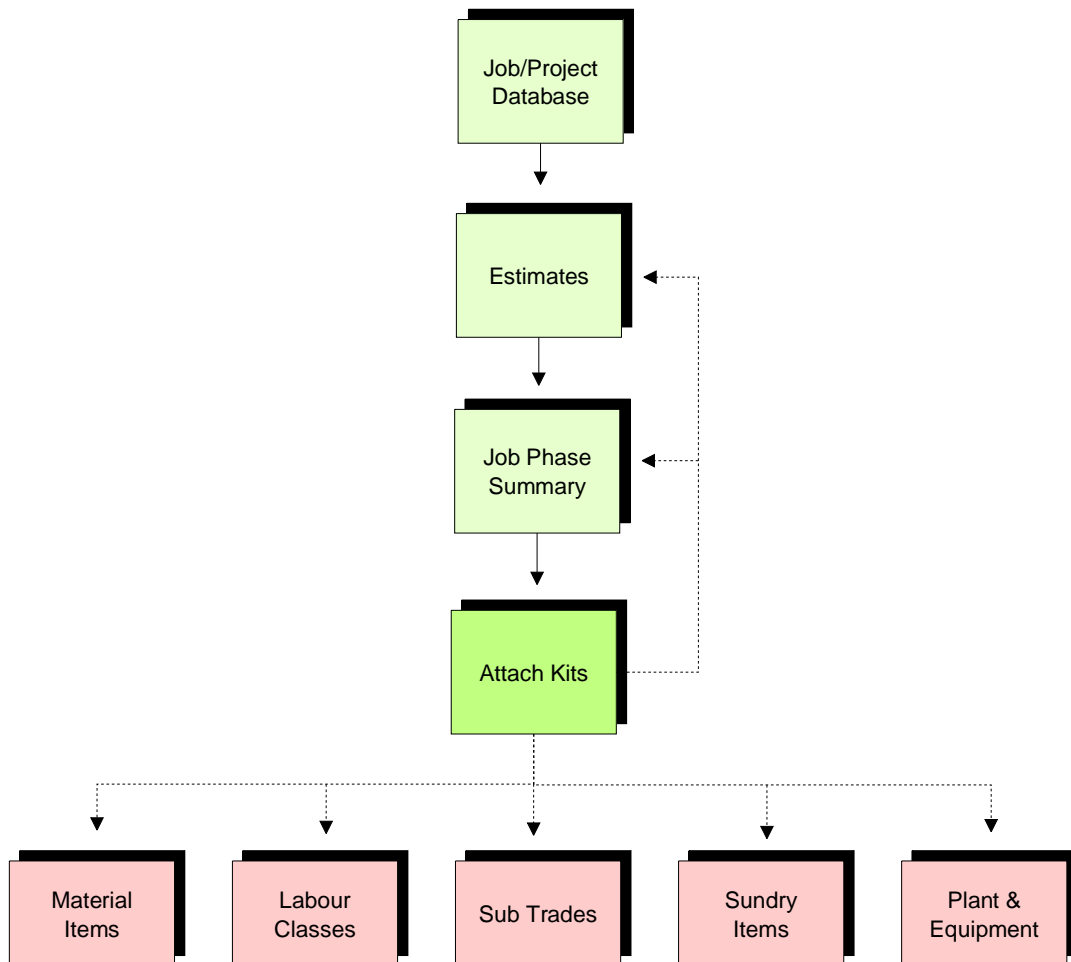 Job/Project
Database
Estimates
Job Phase
Summary
Attach Kits
Material
Items
Labour
Classes
Sub Trades
Sundry
Items
Plant &
Equipment